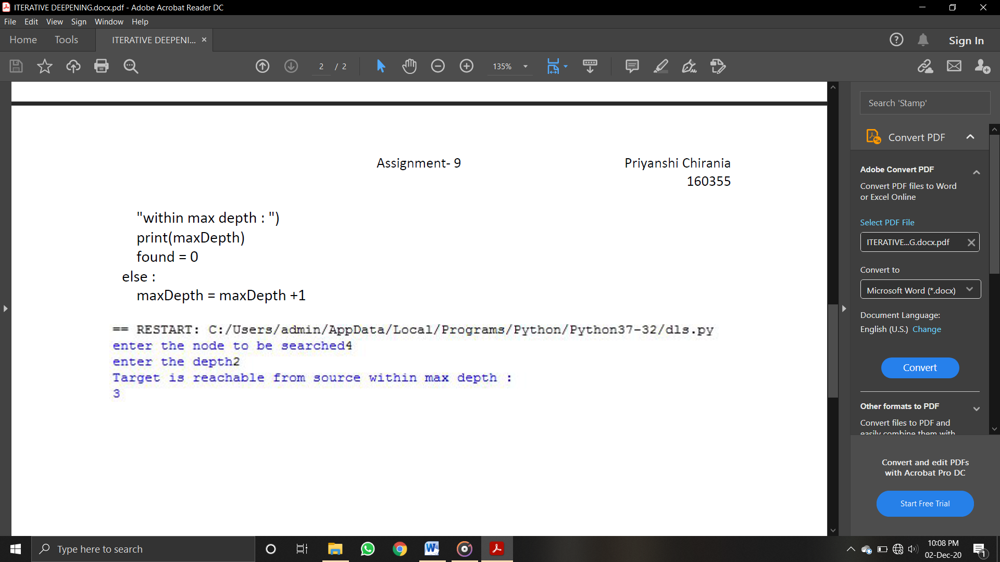 ITERATIVE DEEPENING.docx.pdf - Adobe Acrobat Reader DC
File Edit View Sign Window Help
Home Tools ITERATIVE DEEPENI... ×
? Sign In
2 / 2 135%
Search 'Stamp'
Convert PDF
Adobe Convert PDF
Convert PDF files to Word
or Excel Online
Select PDF File
ITERATIVE...G.docx.pdf
Convert to
Microsoft Word (*.docx)
Document Language:
English (U.S.) Change
Convert
Other formats to PDF
Convert files to PDF and
easily combine them with
Convert and edit PDFs
with Acrobat Pro DC
Start Free Trial
Assignment- 9 Priyanshi Chirania
160355
"within max depth : ")
print(maxDepth)
found = 0
else :
maxDepth = maxDepth +1
== RESTART: C:/Users/admin/AppData/Local/Programs/Python/Python37-32/dls.py
enter the node to be searched4
enter the depth2
Target is reachable from source within max depth :
3
Type here to search
10:08 PM
02-Dec-20
1